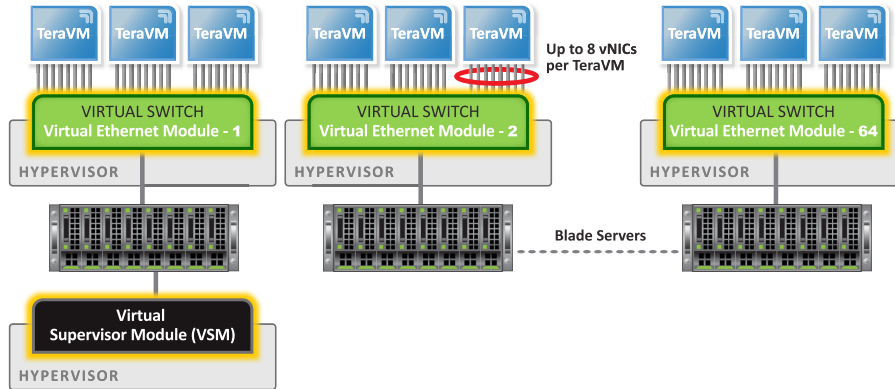 TeraVM TeraVM TeraVM
TeraVM TeraVM TeraVM
TeraVM TeraVM TeraVM
Up to 8 vNICs
per TeraVM
VIRTUAL SWITCH
Virtual Ethernet Module - 1
HYPERVISOR
VIRTUAL SWITCH
Virtual Ethernet Module - 2
HYPERVISOR
VIRTUAL SWITCH
Virtual Ethernet Module - 64
HYPERVISOR
Blade Servers
Virtual
Supervisor Module (VSM)
HYPERVISOR